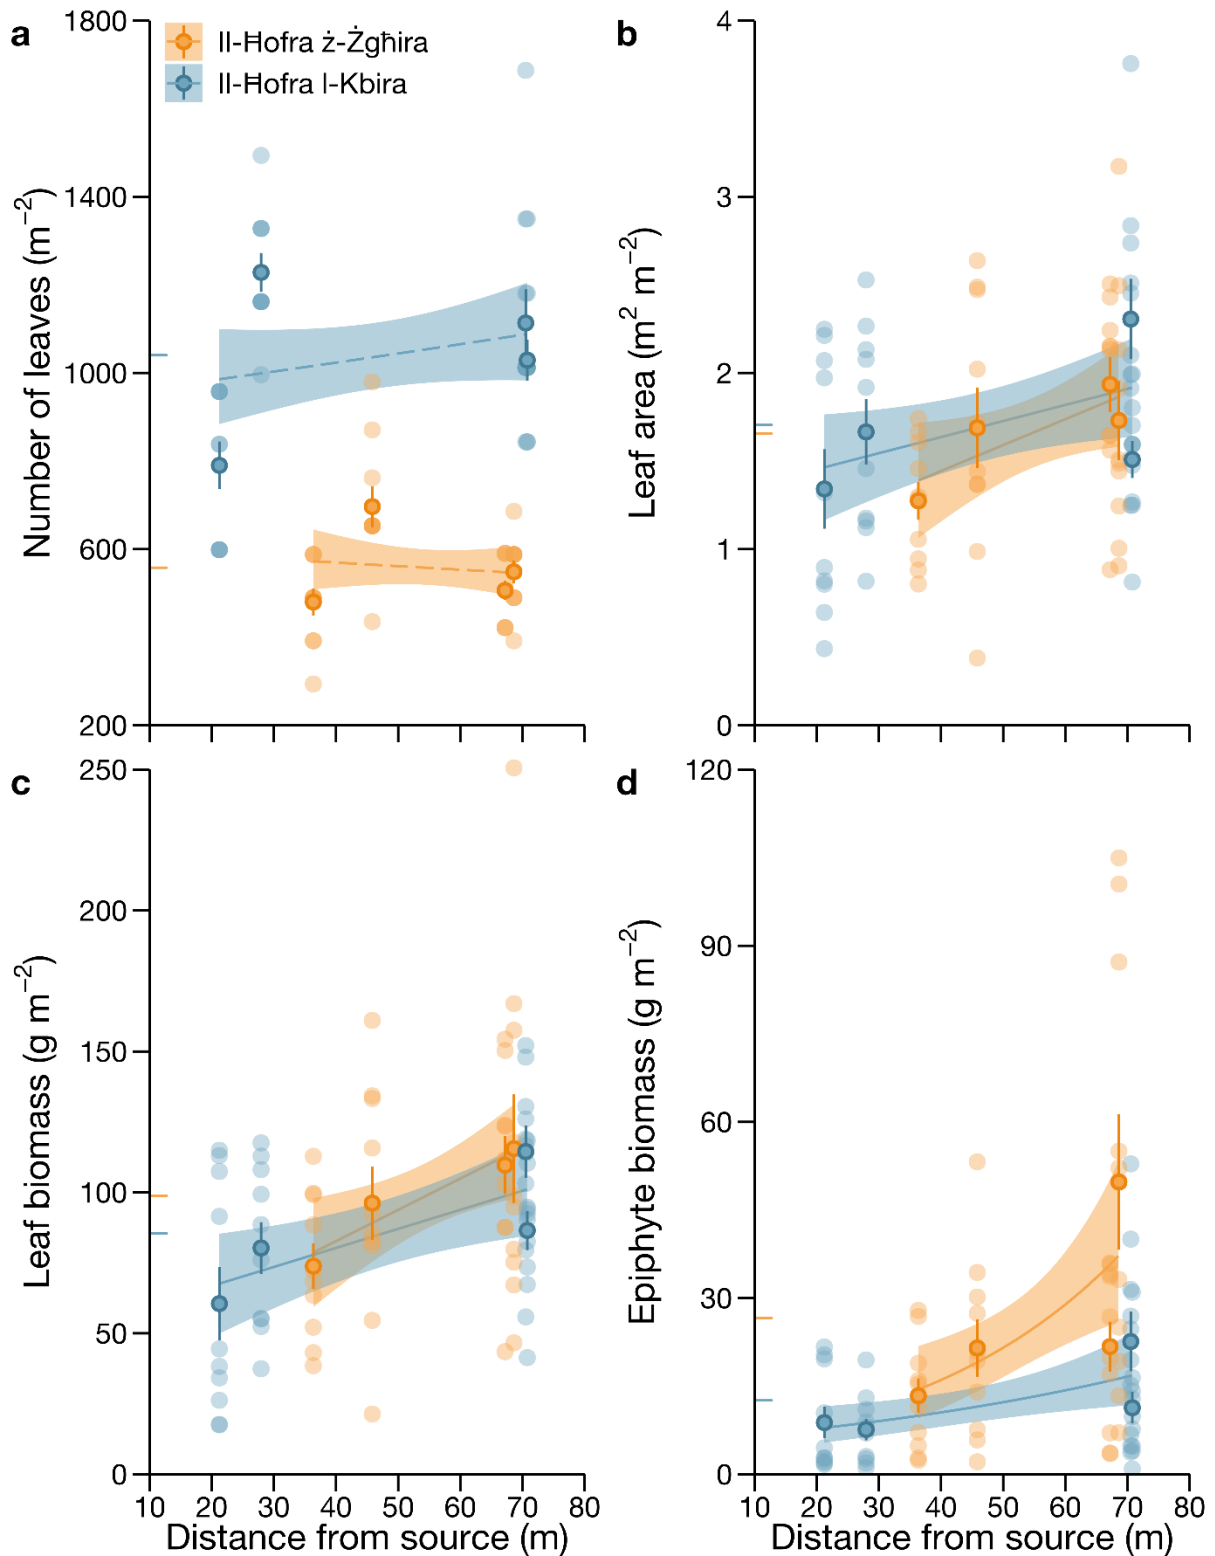 a
Il-Ħofra ż-Żgħira
Il-Ħofra l-Kbira
Number of leaves (m⁻²)
1800
1400
1000
600
200
b
Leaf area (m² m⁻²)
4
3
2
1
0
c
Leaf biomass (g m⁻²)
250
200
150
100
50
0
10 20 30 40 50 60 70 80
Distance from source (m)
d
Epiphyte biomass (g m⁻²)
120
90
60
30
0
10 20 30 40 50 60 70 80
Distance from source (m)